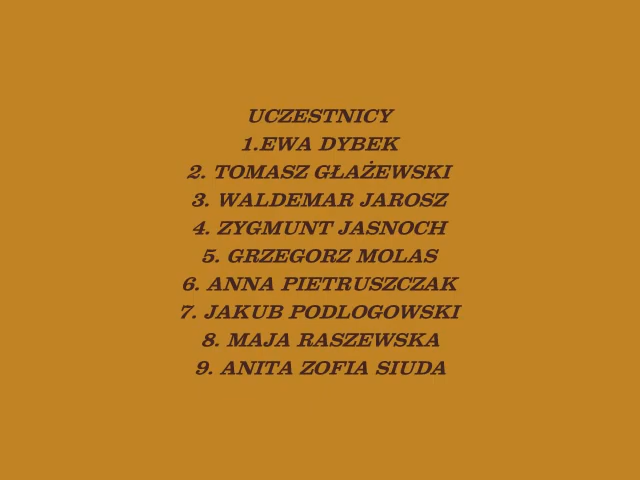 UCZESTNICY
1.EWA DYBEK
2. TOMASZ GŁAŻEWSKI
3. WALDEMAR JAROSZ
4. ZYGMUNT JASNOCH
5. GRZEGORZ MOLAS
6. ANNA PIETRUSZCZAK
7. JAKUB PODLOGOWSKI
8. MAJA RASZEWSKA
9. ANITA ZOFIA SIUDA